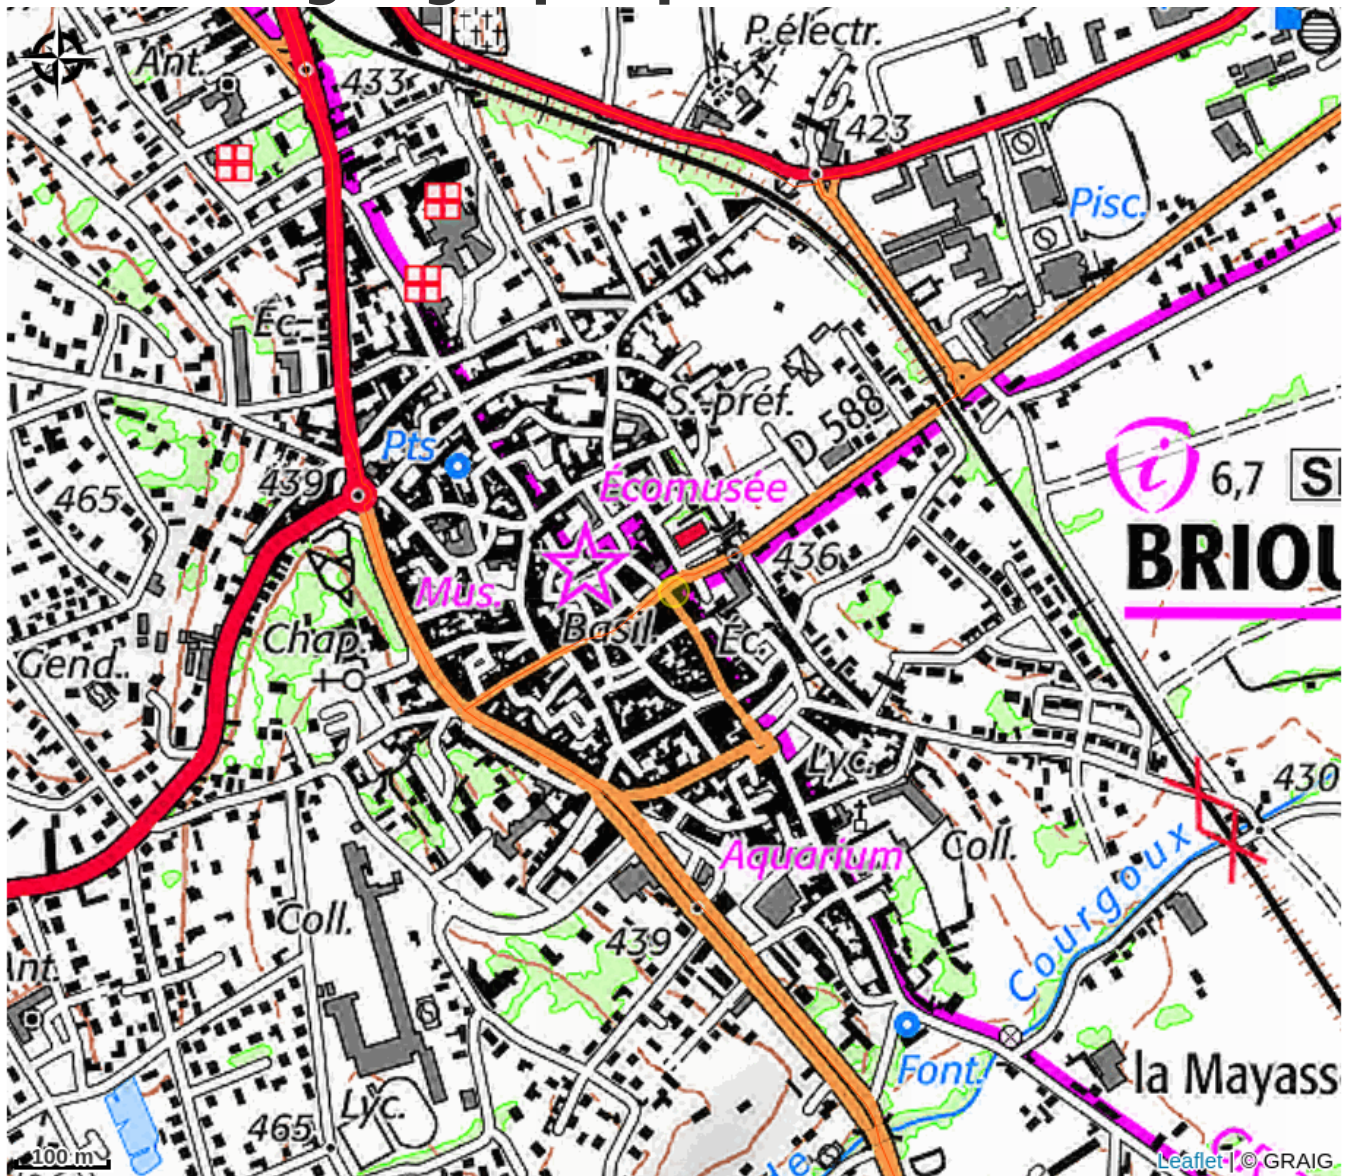 P.électr.
Ant.
433
423
Pisc.
Éc.
S.-préf.
D 588
Pts
439
Écomusée
6,7
465
BRIOU
436
Mus.
Basil.
Éc.
Chap.
Gend.
Lyc.
430
Aquarium
Coll.
Courgoux
Coll.
439
Ant.
Font.
la Mayass
Lyc.
465
100 m
Le
Leaflet | © GRAIG